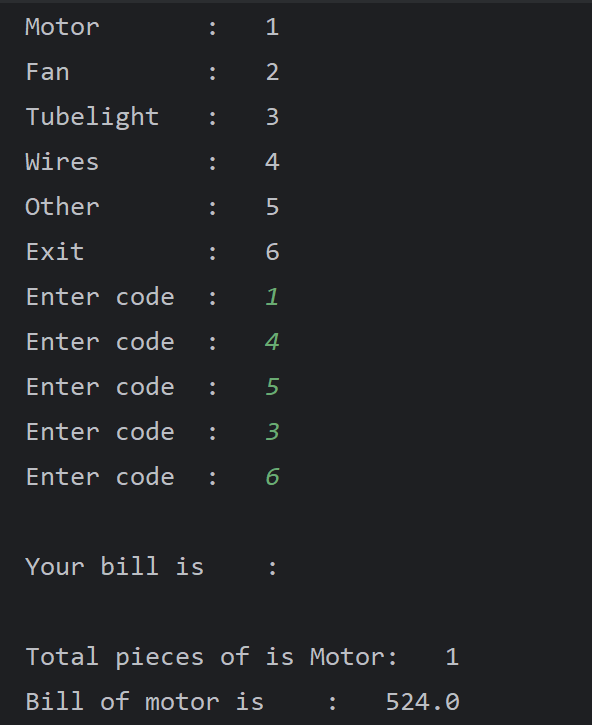 Motor : 1
Fan : 2
Tubelight : 3
Wires : 4
Other : 5
Exit : 6
Enter code : 1
Enter code : 4
Enter code : 5
Enter code : 3
Enter code : 6
Your bill is :
Total pieces of is Motor: 1
Bill of motor is : 524.0